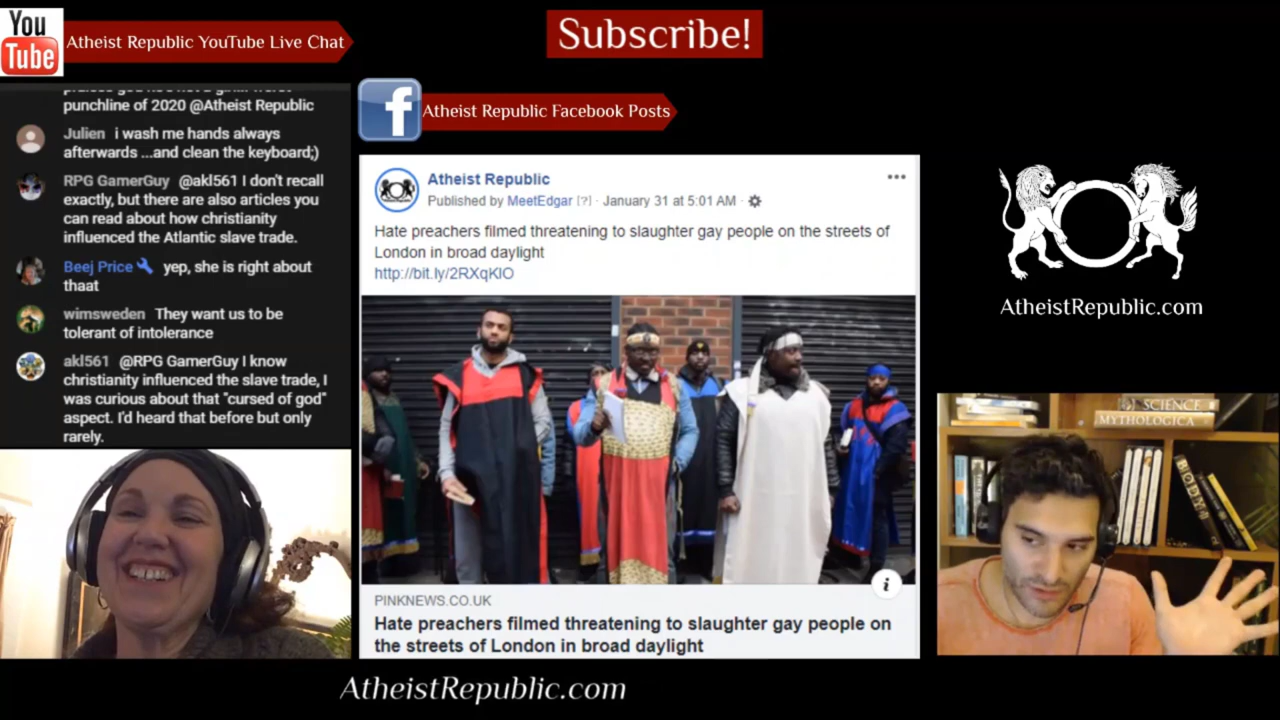 You
Tube
Atheist Republic YouTube Live Chat
Subscribe!
punchline of 2020 @Atheist Republic
Julien i wash me hands always
afterwards ...and clean the keyboard;)
RPG GamerGuy @akl561 I don't recall
exactly, but there are also articles you
can read about how christianity
influenced the Atlantic slave trade.
Beej Price yep, she is right about
thaat
wimsweden They want us to be
tolerant of intolerance
akl561 @RPG GamerGuy I know
christianity influenced the slave trade, I
was curious about that "cursed of god"
aspect. I'd heard that before but only
rarely.
f
Atheist Republic Facebook Posts
Atheist Republic
Published by MeetEdgar [?] · January 31 at 5:01 AM ·
Hate preachers filmed threatening to slaughter gay people on the streets of
London in broad daylight
http://bit.ly/2RXqKlO
i
PINKNEWS.CO.UK
Hate preachers filmed threatening to slaughter gay people on
the streets of London in broad daylight
AtheistRepublic.com
SCIENCE
MYTHOLOGICA
BIBLE
AtheistRepublic.com